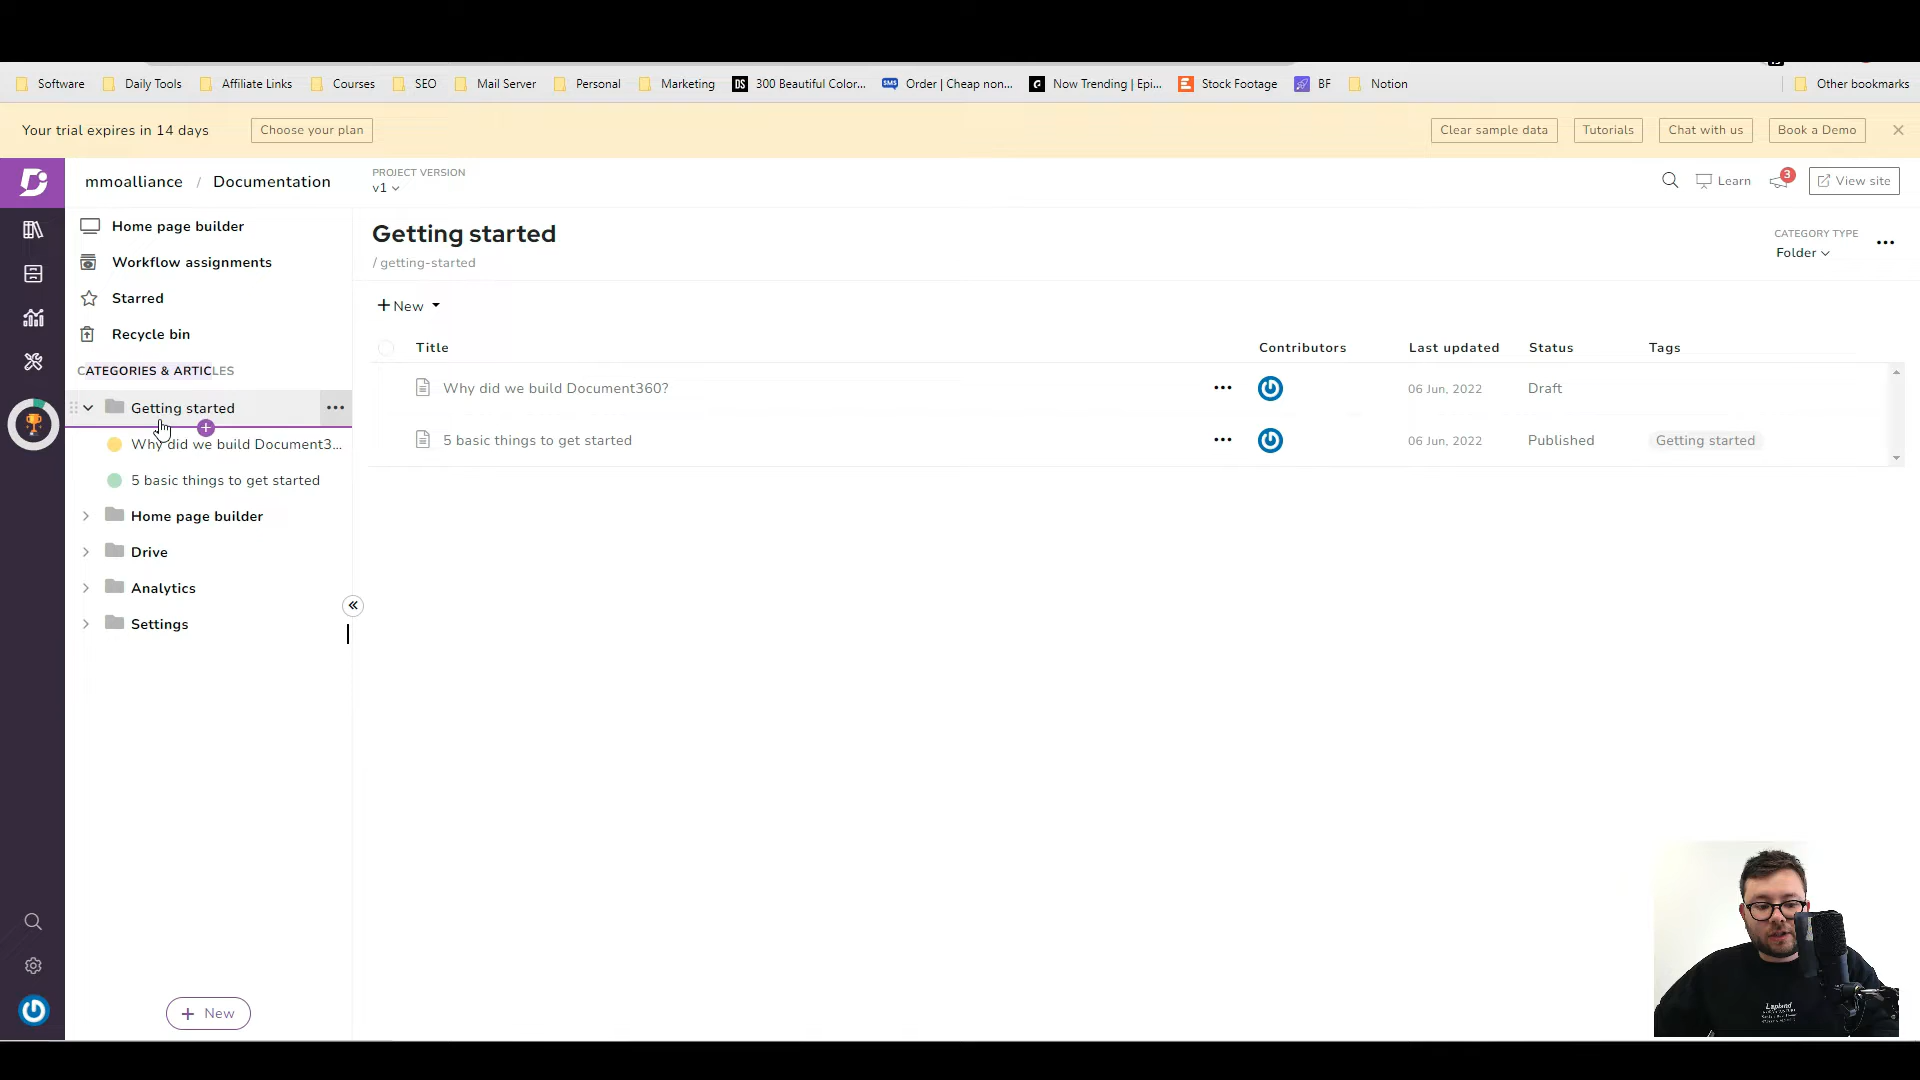 Software
Daily Tools
Affiliate Links
Courses
SEO
Mail Server
Personal
Marketing
DS 300 Beautiful Color...
SMS Order | Cheap non...
Now Trending | Epi...
Stock Footage
BF
Notion
Other bookmarks
Your trial expires in 14 days
Choose your plan
Clear sample data
Tutorials
Chat with us
Book a Demo
mmoalliance / Documentation
PROJECT VERSION
v1
3
Learn
View site
Home page builder
Workflow assignments
Starred
Recycle bin
CATEGORIES & ARTICLES
Getting started
Why did we build Document3...
5 basic things to get started
Home page builder
Drive
Analytics
Settings
+ New
Getting started
/ getting-started
CATEGORY TYPE
Folder
+ New
Title Contributors Last updated Status Tags
Why did we build Document360? 06 Jun, 2022 Draft
5 basic things to get started 06 Jun, 2022 Published Getting started